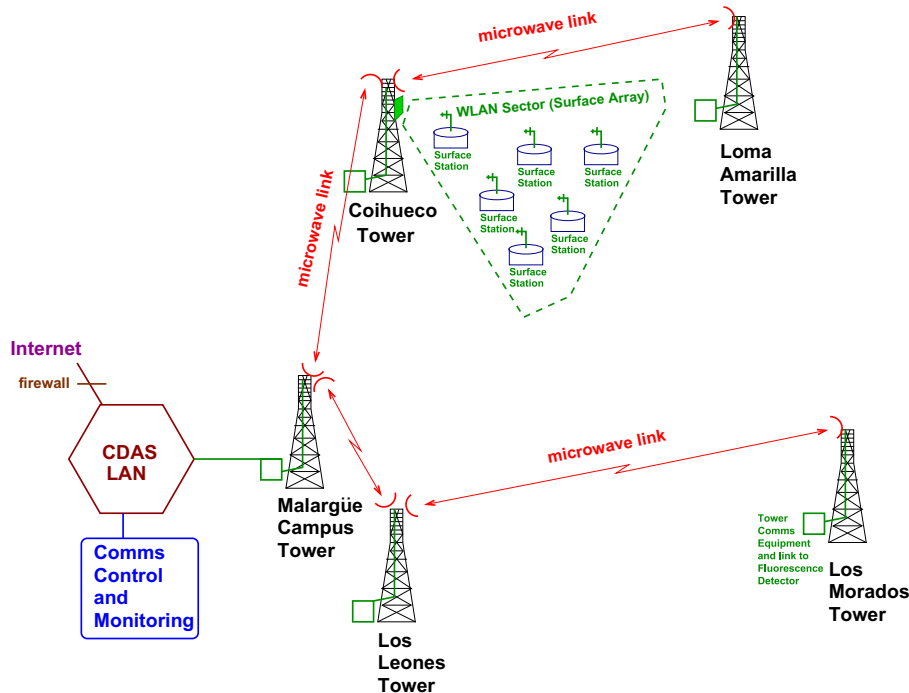 microwave link
WLAN Sector (Surface Array)
Surface
Station
Surface
Station
Surface
Station
Surface
Station
Surface
Station
Surface
Station
Loma
Amarilla
Tower
Coihueco
Tower
microwave link
Internet
firewall
CDAS
LAN
Malargüe
Campus
Tower
Comms
Control
and
Monitoring
microwave link
Tower
Comms
Equipment
and link to
Fluorescence
Detector
Los
Morados
Tower
Los
Leones
Tower